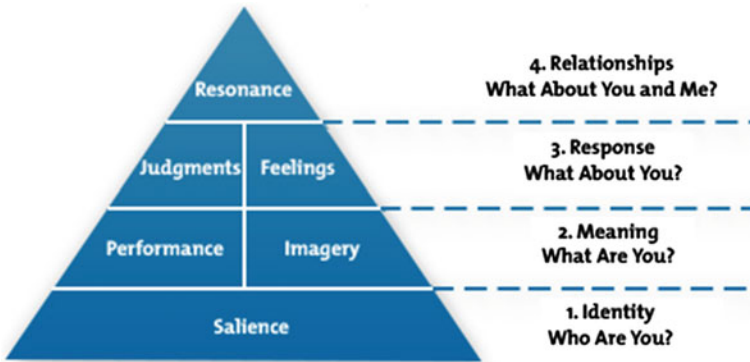 Resonance
4. Relationships
What About You and Me?
Judgments Feelings
3. Response
What About You?
Performance Imagery
2. Meaning
What Are You?
Salience
1. Identity
Who Are You?